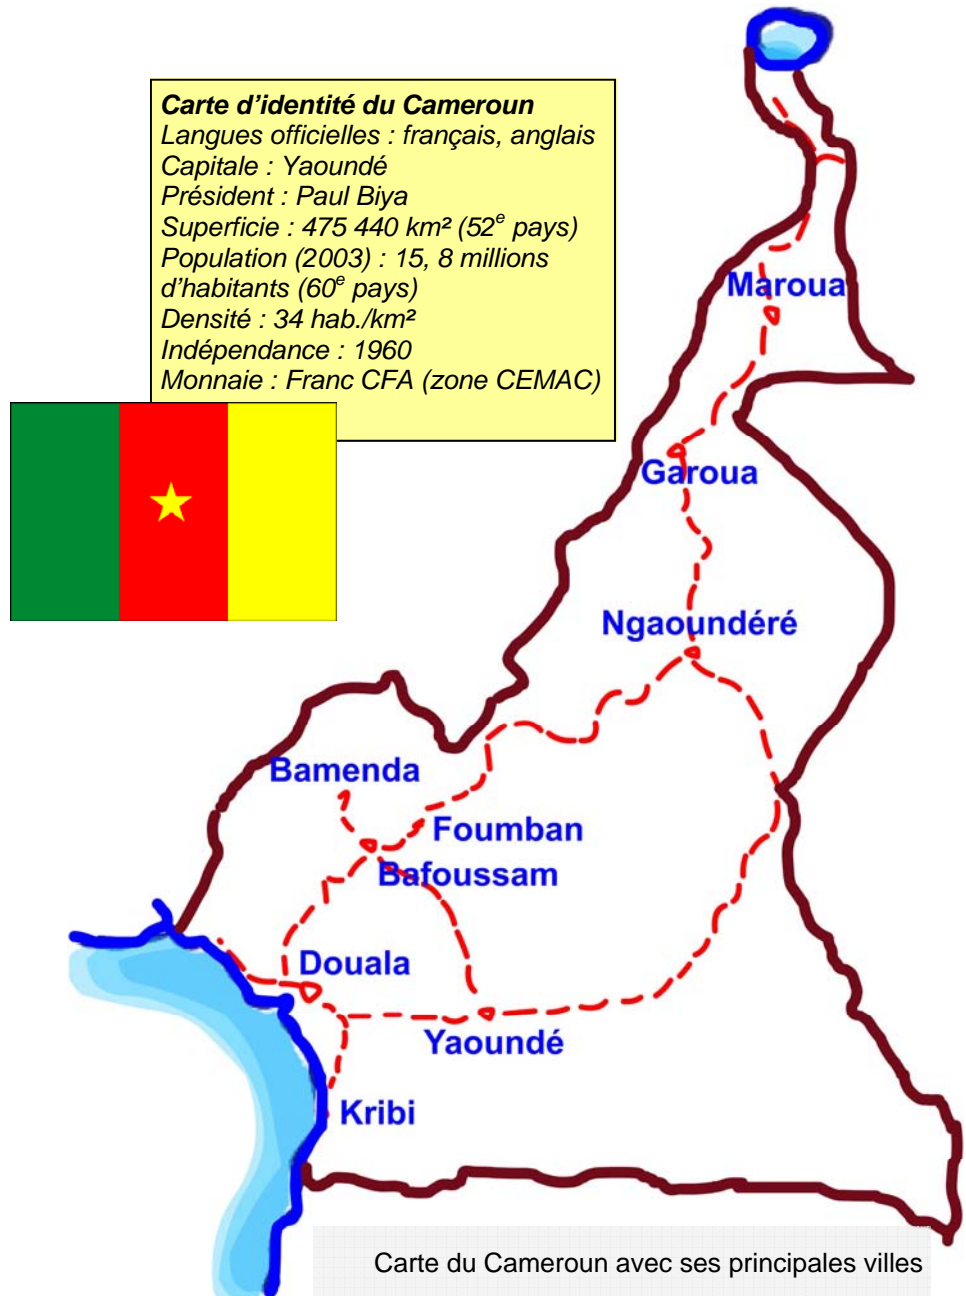 Carte d'identité du Cameroun
Langues officielles : français, anglais
Capitale : Yaoundé
Président : Paul Biya
Superficie : 475 440 km² (52e pays)
Population (2003) : 15, 8 millions
d'habitants (60e pays)
Densité : 34 hab./km²
Indépendance : 1960
Monnaie : Franc CFA (zone CEMAC)
Maroua
Garoua
Ngaoundéré
Bamenda
Foumban
Bafoussam
Douala
Yaoundé
Kribi
Carte du Cameroun avec ses principales villes